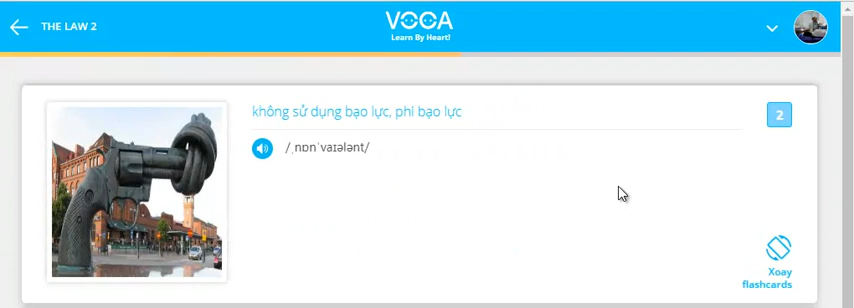 THE LAW 2
VOCA
Learn By Heart!
không sử dụng bạo lực, phi bạo lực
2
/ˌnɒnˈvaɪələnt/
Xoay
flashcards